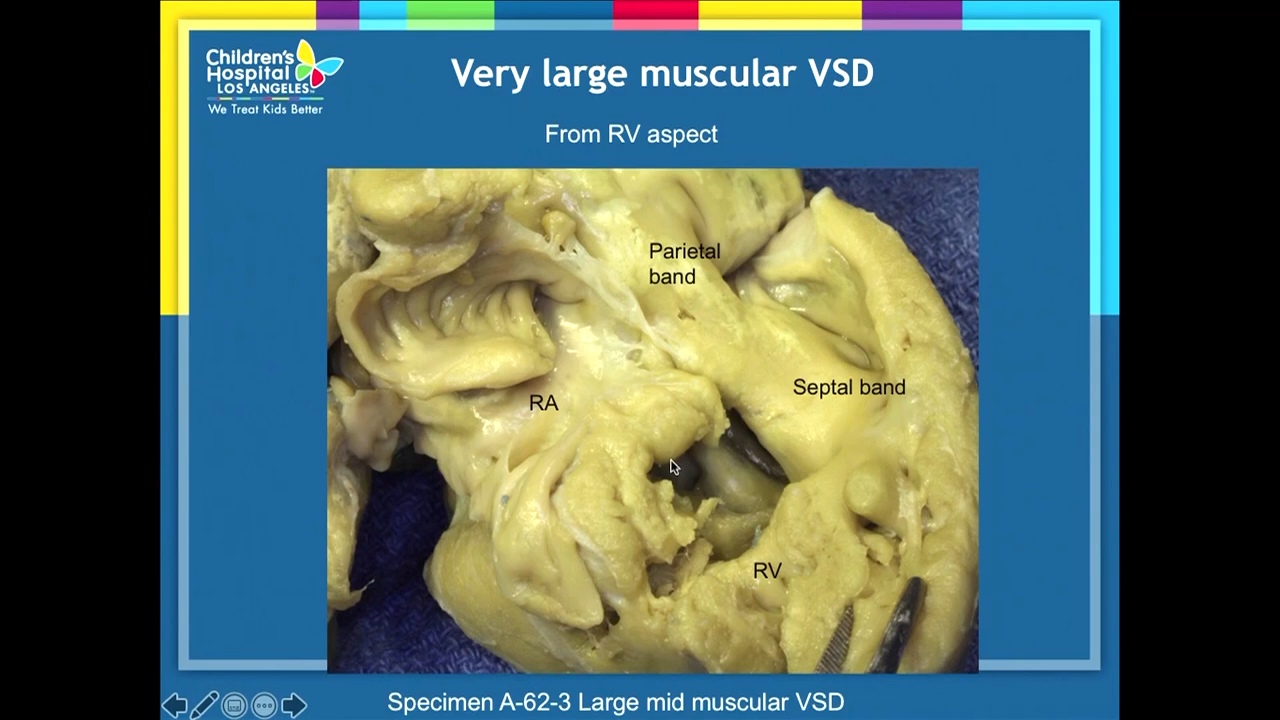 Children's
Hospital
LOS ANGELES
We Treat Kids Better
Very large muscular VSD
From RV aspect
Parietal
band
Septal band
RA
RV
Specimen A-62-3 Large mid muscular VSD